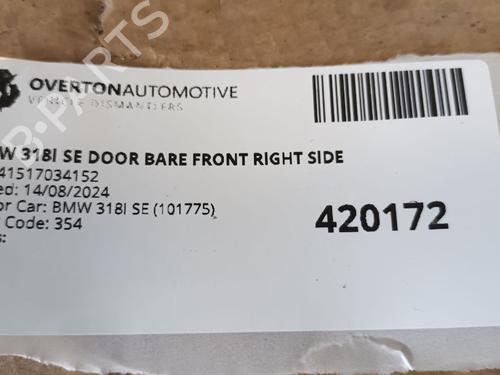 OVERTONAUTOMOTIVE
VEHICLE DISMANTLERS
W 318I SE DOOR BARE FRONT RIGHT SIDE
41517034152
ed: 14/08/2024
or Car: BMW 318I SE (101775)
Code: 354
s:
420172
B-PARTS